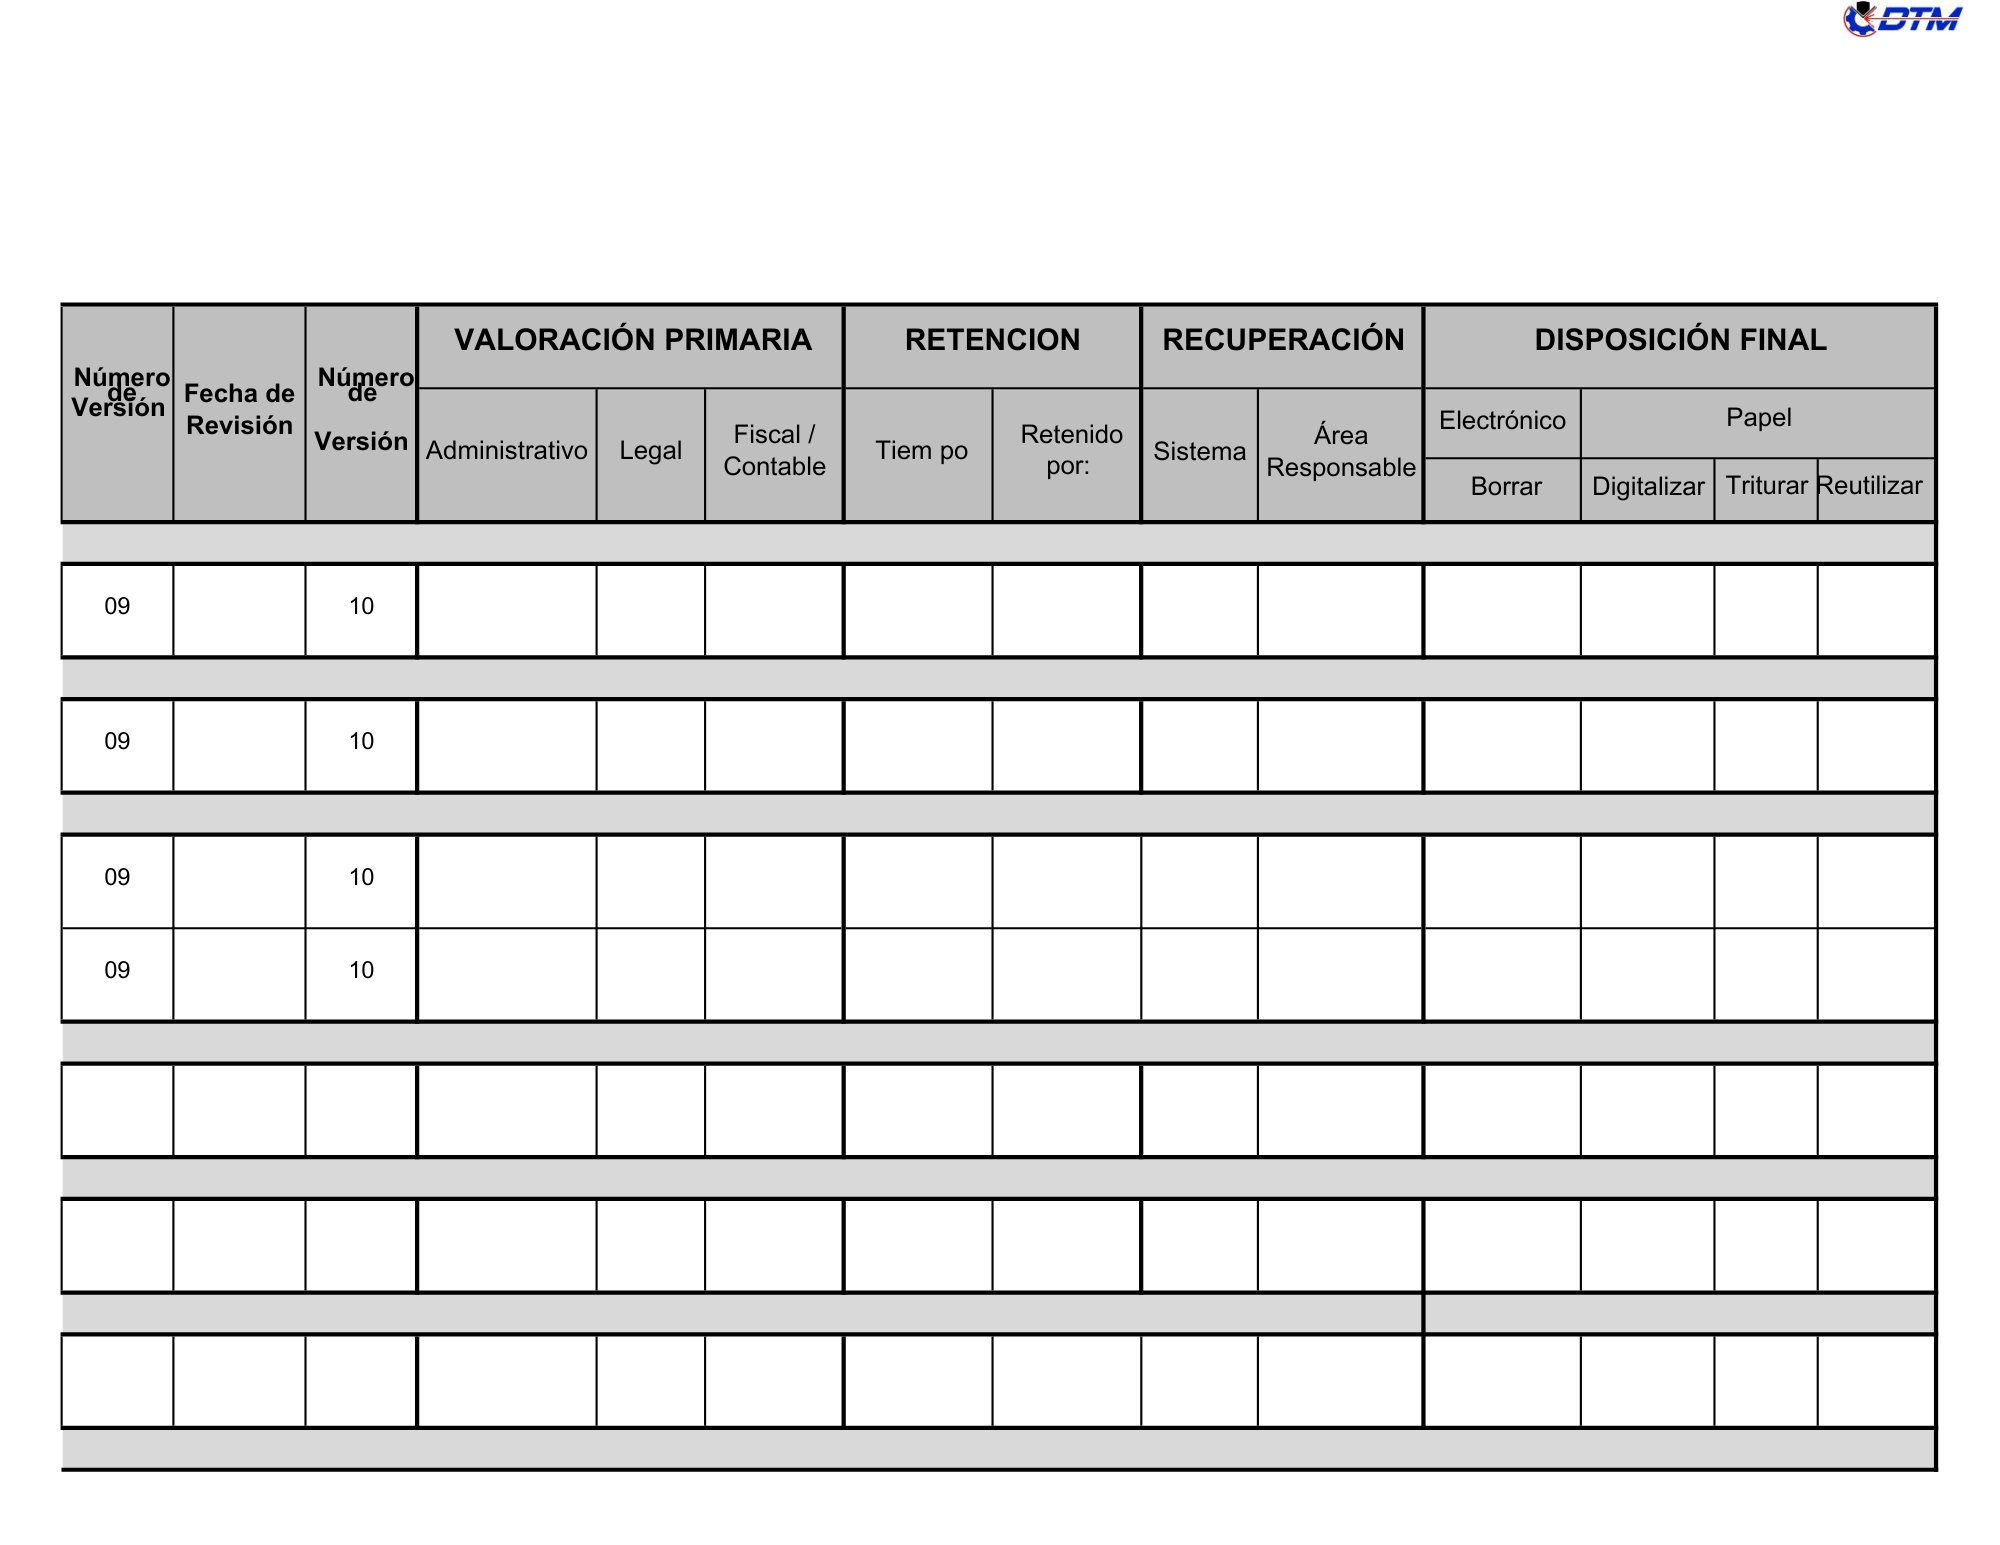 DTM
VALORACIÓN PRIMARIA RETENCION RECUPERACIÓN DISPOSICIÓN FINAL
Número de Versión
Fecha de Revisión
Número de Versión
Administrativo
Legal
Fiscal / Contable
Tiem po
Retenido por:
Sistema
Área Responsable
Electrónico
Papel
Borrar
Digitalizar
Triturar
Reutilizar
09 10
09 10
09 10
09 10